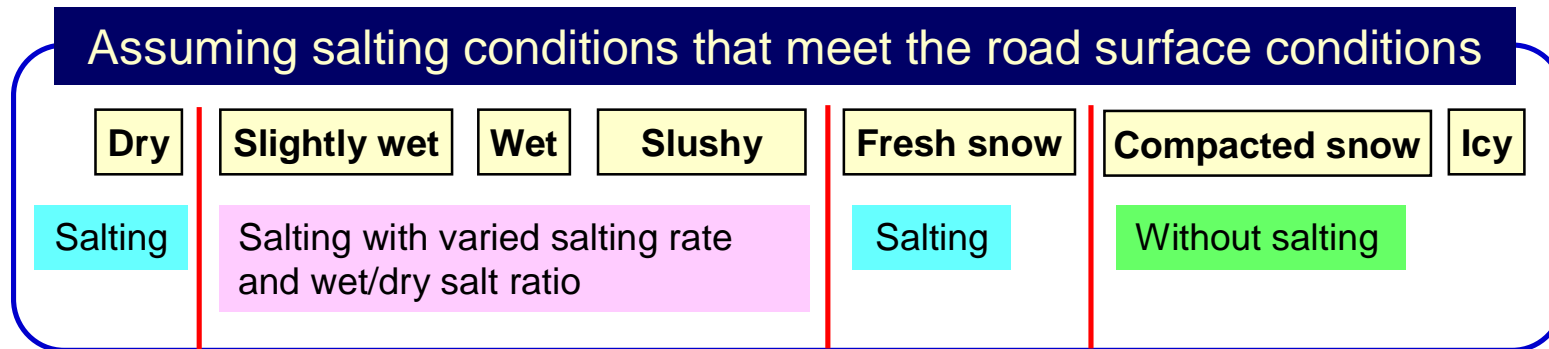 Assuming salting conditions that meet the road surface conditions
Dry Slightly wet Wet Slushy Fresh snow Compacted snow Icy
Salting Salting with varied salting rate Salting Without salting
and wet/dry salt ratio